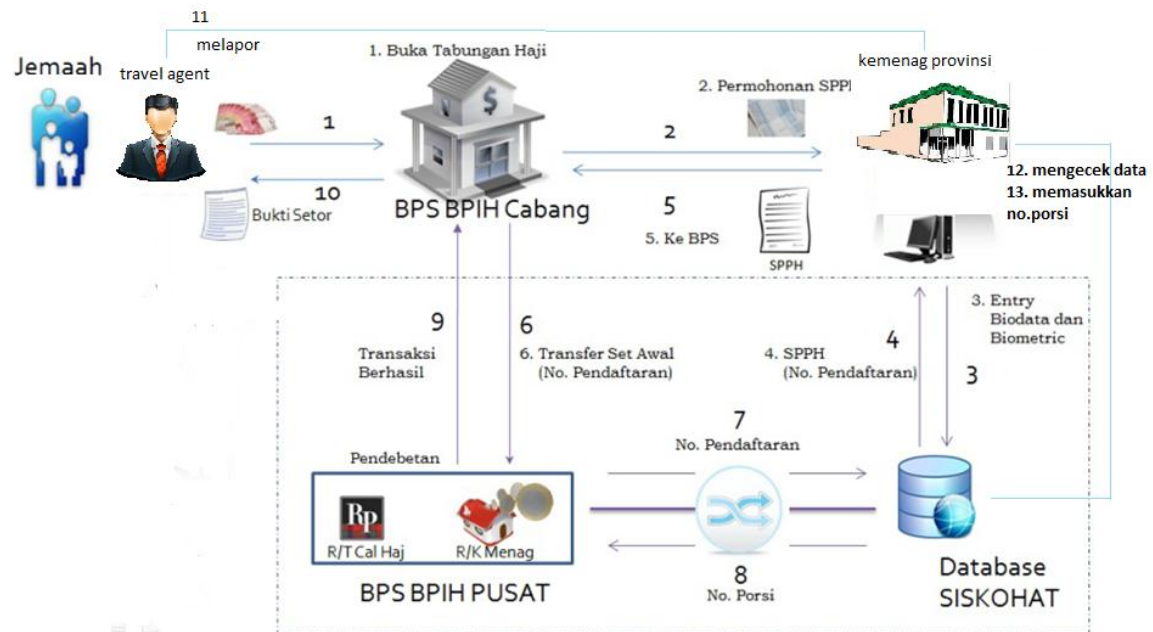 11
melapor
Jemaah
travel agent
1. Buka Tabungan Haji
kemenag provinsi
2. Permohonan SPPI
1
2
10
Bukti Setor
BPS BPIH Cabang
5
5. Ke BPS
SPPH
12. mengecek data
13. memasukkan
no.porsi
9
Transaksi
Berhasil
6
6. Transfer Set Awal
(No. Pendaftaran)
4. SPPH
(No. Pendaftaran)
4
3. Entry
Biodata dan
Biometric
3
7
No. Pendaftaran
Pendebetan
Rp
R/T Cal Haj
R/K Menag
BPS BPIH PUSAT
8
No. Porsi
Database
SISKOHAT